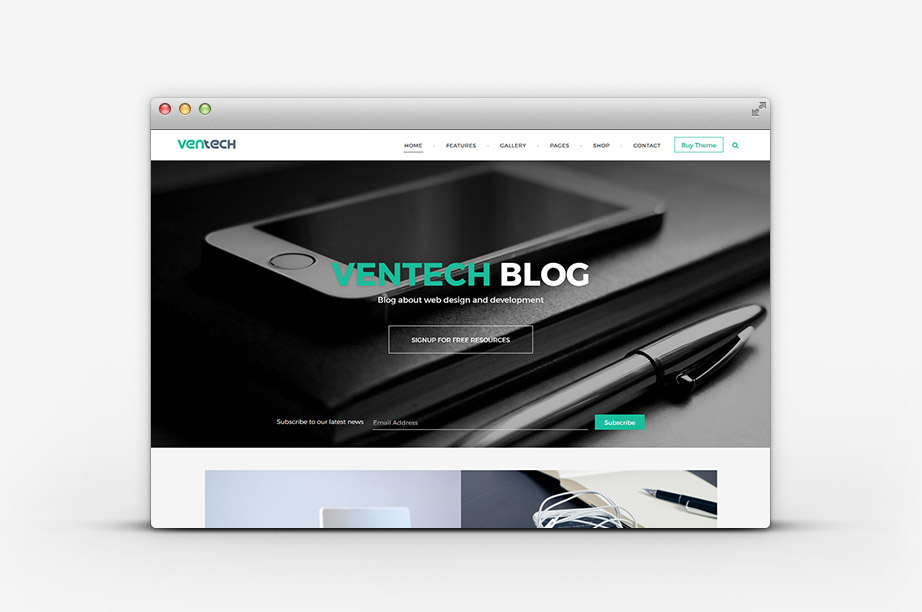 VENTECH
HOME FEATURES GALLERY PAGES SHOP CONTACT Buy Theme
VENTECH BLOG
Blog about web design and development
SIGNUP FOR FREE RESOURCES
Subscribe to our latest news Email Address Subscribe